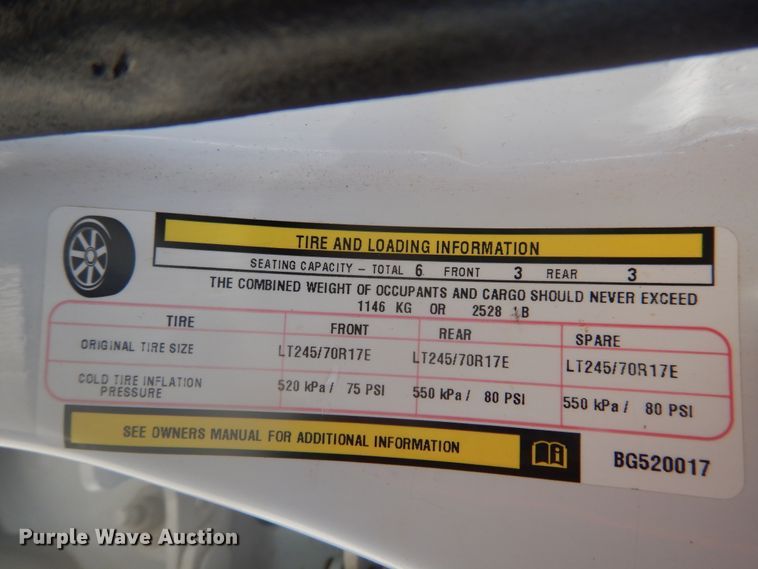 TIRE AND LOADING INFORMATION
SEATING CAPACITY - TOTAL 6 FRONT 3 REAR 3
THE COMBINED WEIGHT OF OCCUPANTS AND CARGO SHOULD NEVER EXCEED
1146 KG OR 2528 LB
TIRE FRONT REAR SPARE
ORIGINAL TIRE SIZE LT245/70R17E LT245/70R17E LT245/70R17E
COLD TIRE INFLATION PRESSURE 520 kPa / 75 PSI 550 kPa / 80 PSI 550 kPa / 80 PSI
SEE OWNERS MANUAL FOR ADDITIONAL INFORMATION
BG520017
Purple Wave Auction